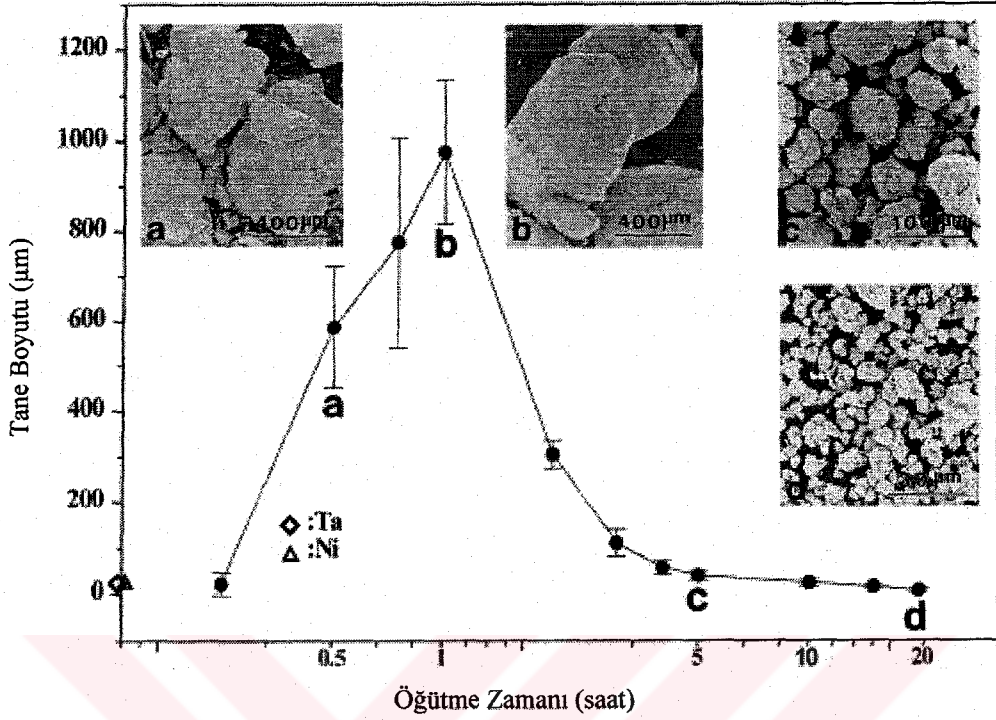 1200
1000
800
600
400
200
0
Tane Boyutu (µm)
a
400µm
b
400µm
c
d
a
b
c
d
◇ :Ta
△ :Ni
0.5
1
5
10
20
Öğütme Zamanı (saat)